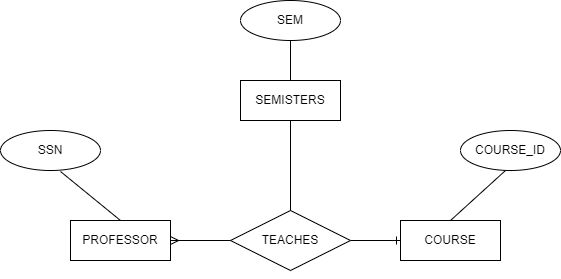 SEM
SEMISTERS
SSN
COURSE_ID
PROFESSOR
TEACHES
COURSE